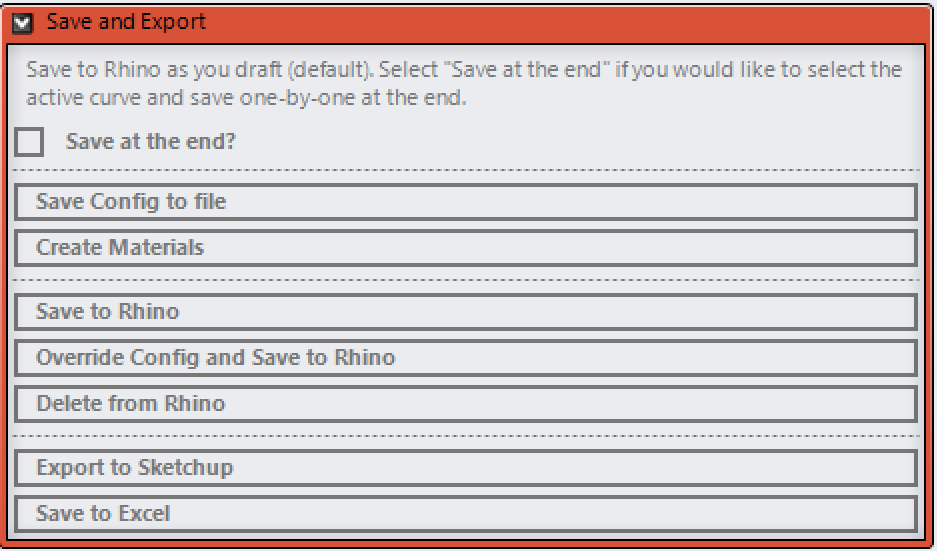 Save and Export
Save to Rhino as you draft (default). Select "Save at the end" if you would like to select the
active curve and save one-by-one at the end.
Save at the end?
Save Config to file
Create Materials
Save to Rhino
Override Config and Save to Rhino
Delete from Rhino
Export to Sketchup
Save to Excel